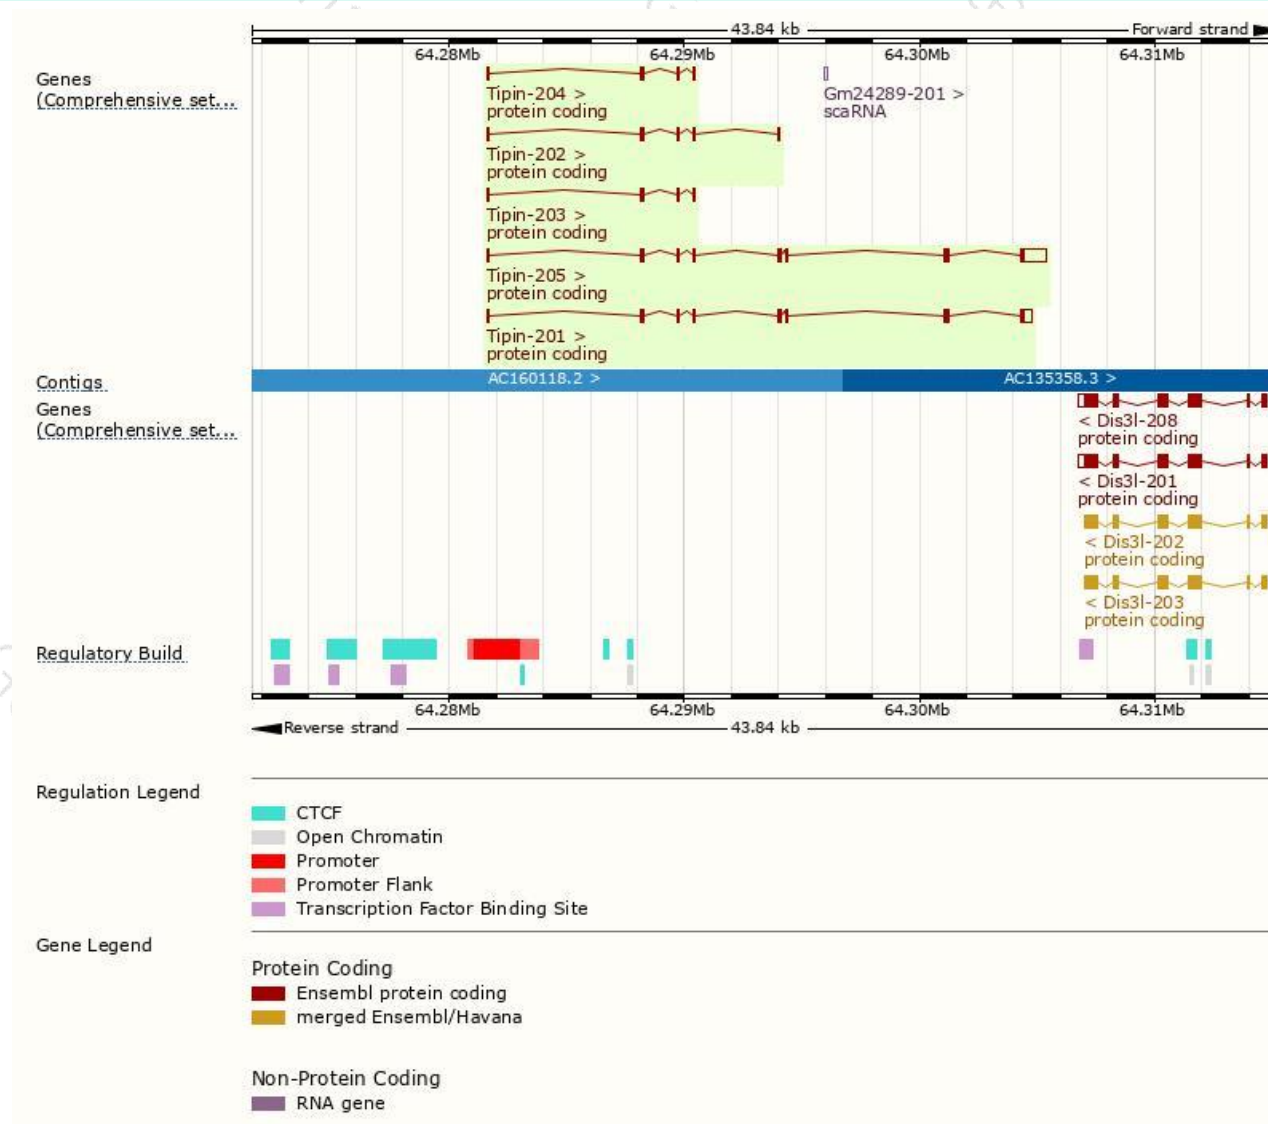 43.84 kb Forward strand
64.28Mb 64.29Mb 64.30Mb 64.31Mb
Genes
(Comprehensive set...
Tipin-204 >
protein coding
Gm24289-201 >
scaRNA
Tipin-202 >
protein coding
Tipin-203 >
protein coding
Tipin-205 >
protein coding
Tipin-201 >
protein coding
Contigs AC160118.2 > AC135358.3 >
Genes
(Comprehensive set...
< Dis3l-208
protein coding
< Dis3l-201
protein coding
< Dis3l-202
protein coding
< Dis3l-203
protein coding
Regulatory Build
64.28Mb 64.29Mb 64.30Mb 64.31Mb
Reverse strand 43.84 kb
Regulation Legend
CTCF
Open Chromatin
Promoter
Promoter Flank
Transcription Factor Binding Site
Gene Legend
Protein Coding
Ensembl protein coding
merged Ensembl/Havana
Non-Protein Coding
RNA gene